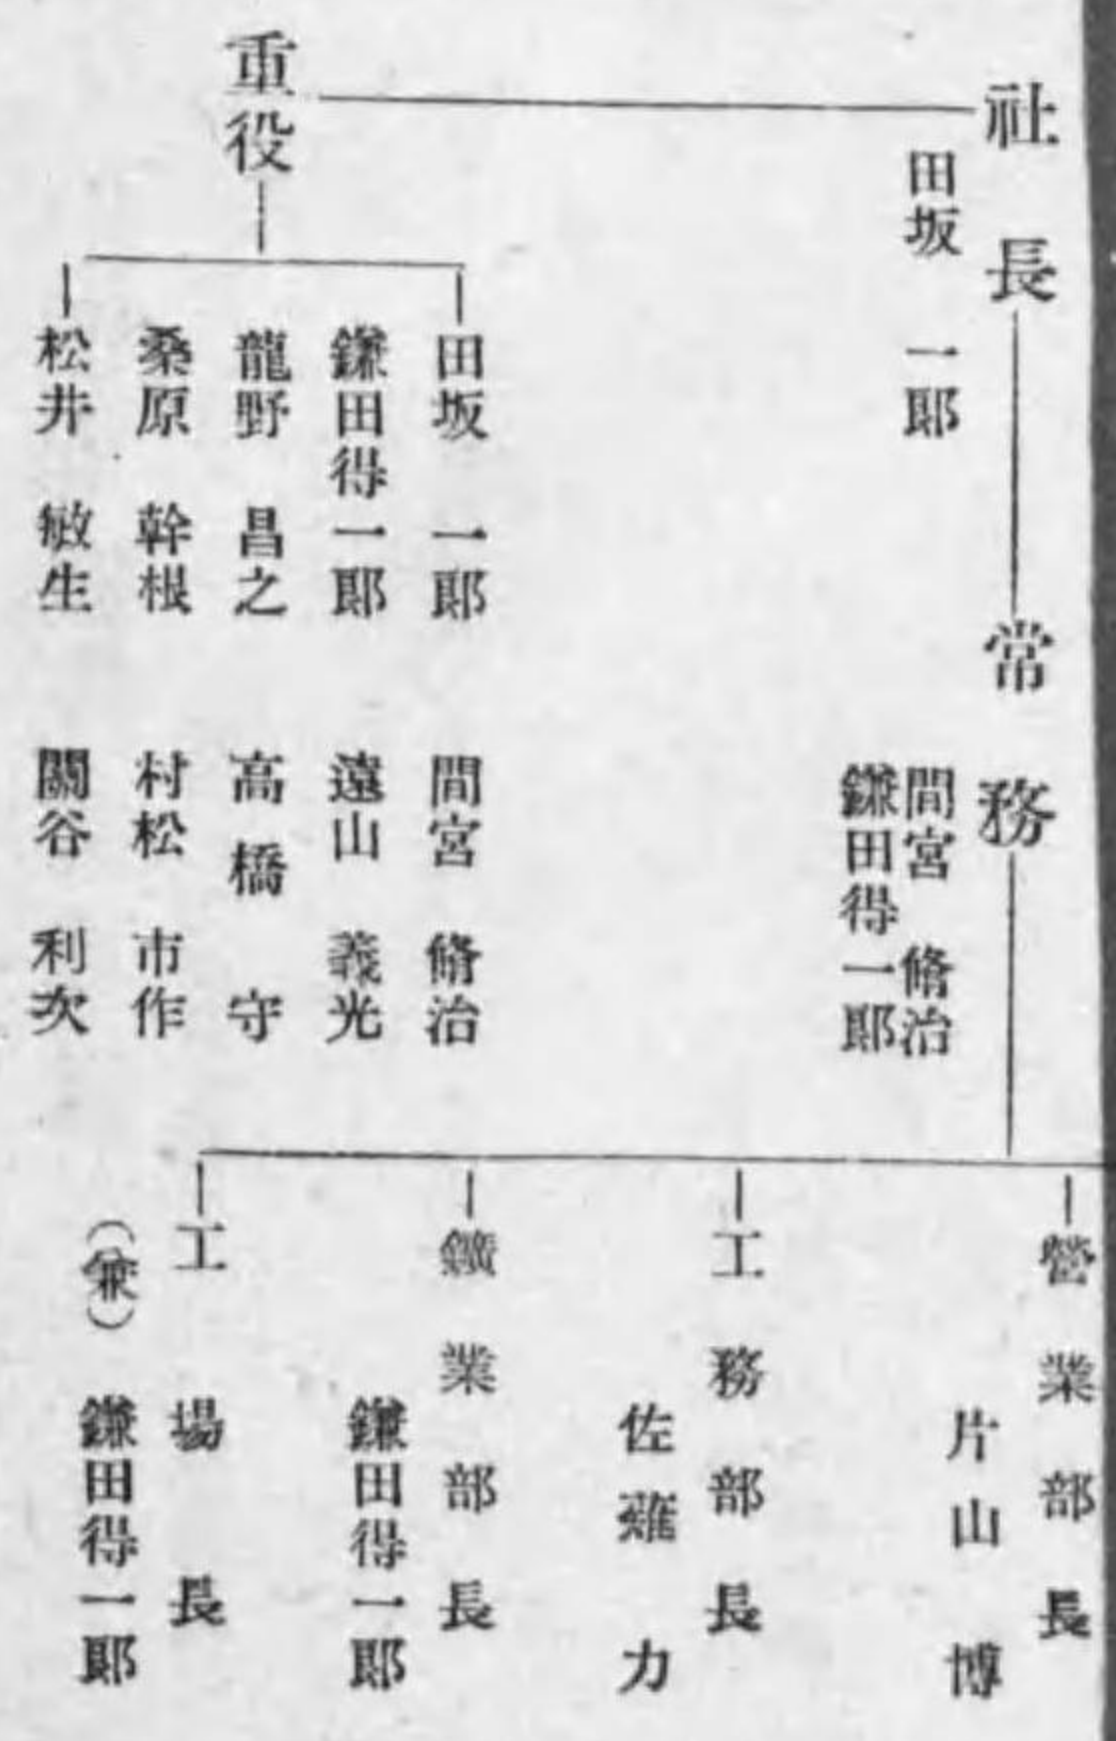 社長
田坂 一郎
常務
間宮 脩治
鎌田得一郎
營業部長
片山 博
工務部長
佐薙 力
鑛業部長
鎌田得一郎
工場長
(兼) 鎌田得一郎
重役
田坂 一郎 間宮 脩治
鎌田得一郎 遠山 義光
龍野 昌之 高橋 守
桑原 幹根 村松 市作
松井 敏生 關谷 利次